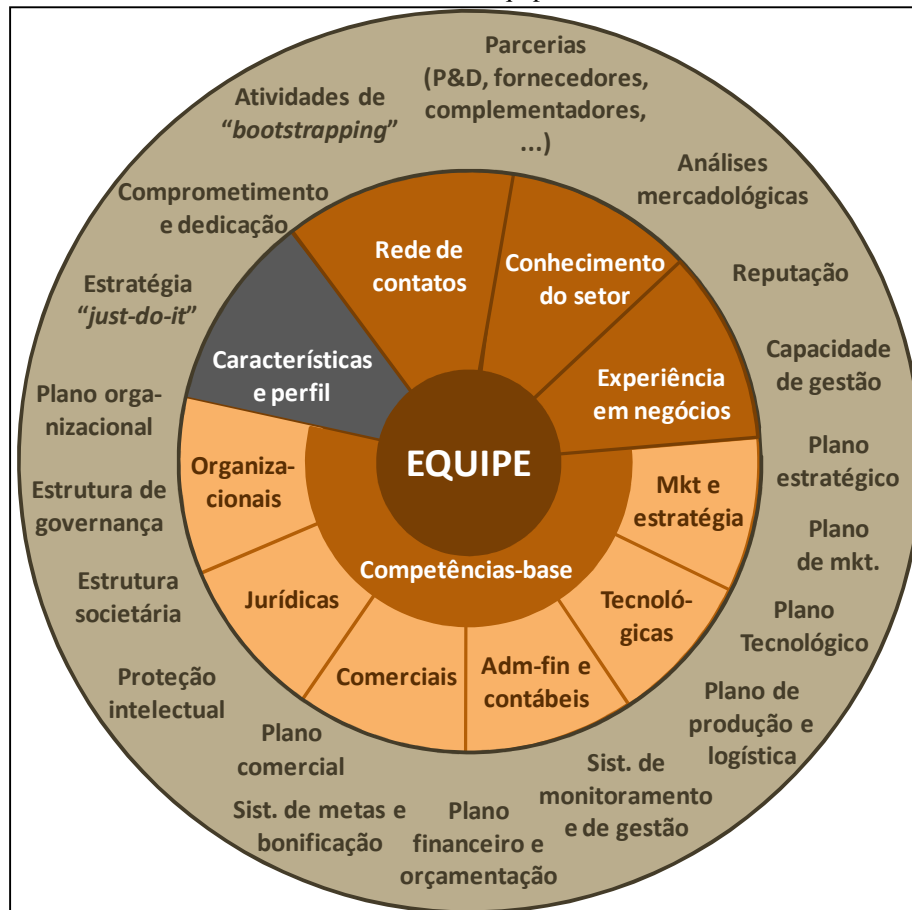 Parcerias
(P&D, fornecedores,
complementadores,
...)
Atividades de
“bootstrapping”
Análises
mercadológicas
Comprometimento
e dedicação
Reputação
Estratégia
“just-do-it”
Capacidade
de gestão
Plano orga-
nizacional
Plano
estratégico
Estrutura de
governança
Plano
de mkt.
Estrutura
societária
Plano
Tecnológico
Proteção
intelectual
Plano de
produção e
logística
Plano
comercial
Sist. de
monitoramento
e de gestão
Sist. de metas e
bonificação
Plano
financeiro e
orçamentação
Rede de
contatos
Conhecimento
do setor
Características
e perfil
Experiência
em negócios
EQUIPE
Competências-base
Organiza-
cionais
Mkt e
estratégia
Jurídicas
Tecnoló-
gicas
Comerciais
Adm-fin e
contábeis